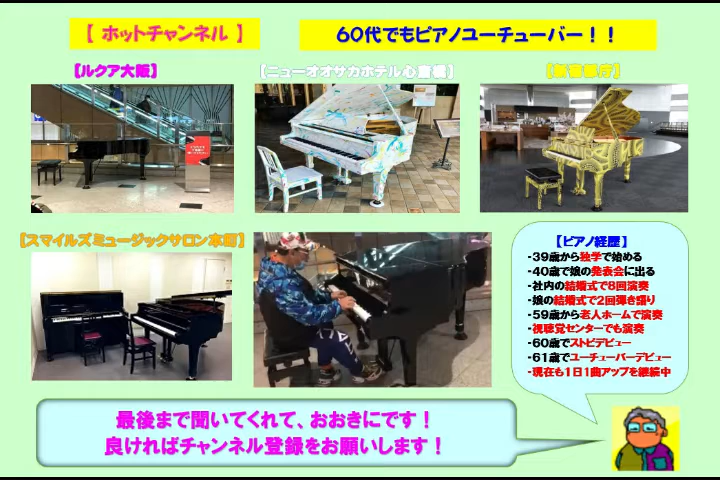 【 ホットチャンネル 】
60代でもピアノユーチューバー！！
【ルクア大阪】
【ニューオオサカホテル心斎橋】
【新宿都庁】
【スマイルズミュージックサロン本町】
【ピアノ経歴】
・39歳から独学で始める
・40歳で娘の発表会に出る
・社内の結婚式で8回演奏
・娘の結婚式で2回弾き語り
・59歳から老人ホームで演奏
・視聴覚センターでも演奏
・60歳でストピデビュー
・61歳でユーチューバーデビュー
・現在も1日1曲アップを継続中
最後まで聞いてくれて、おおきにです！
良ければチャンネル登録をお願いします！